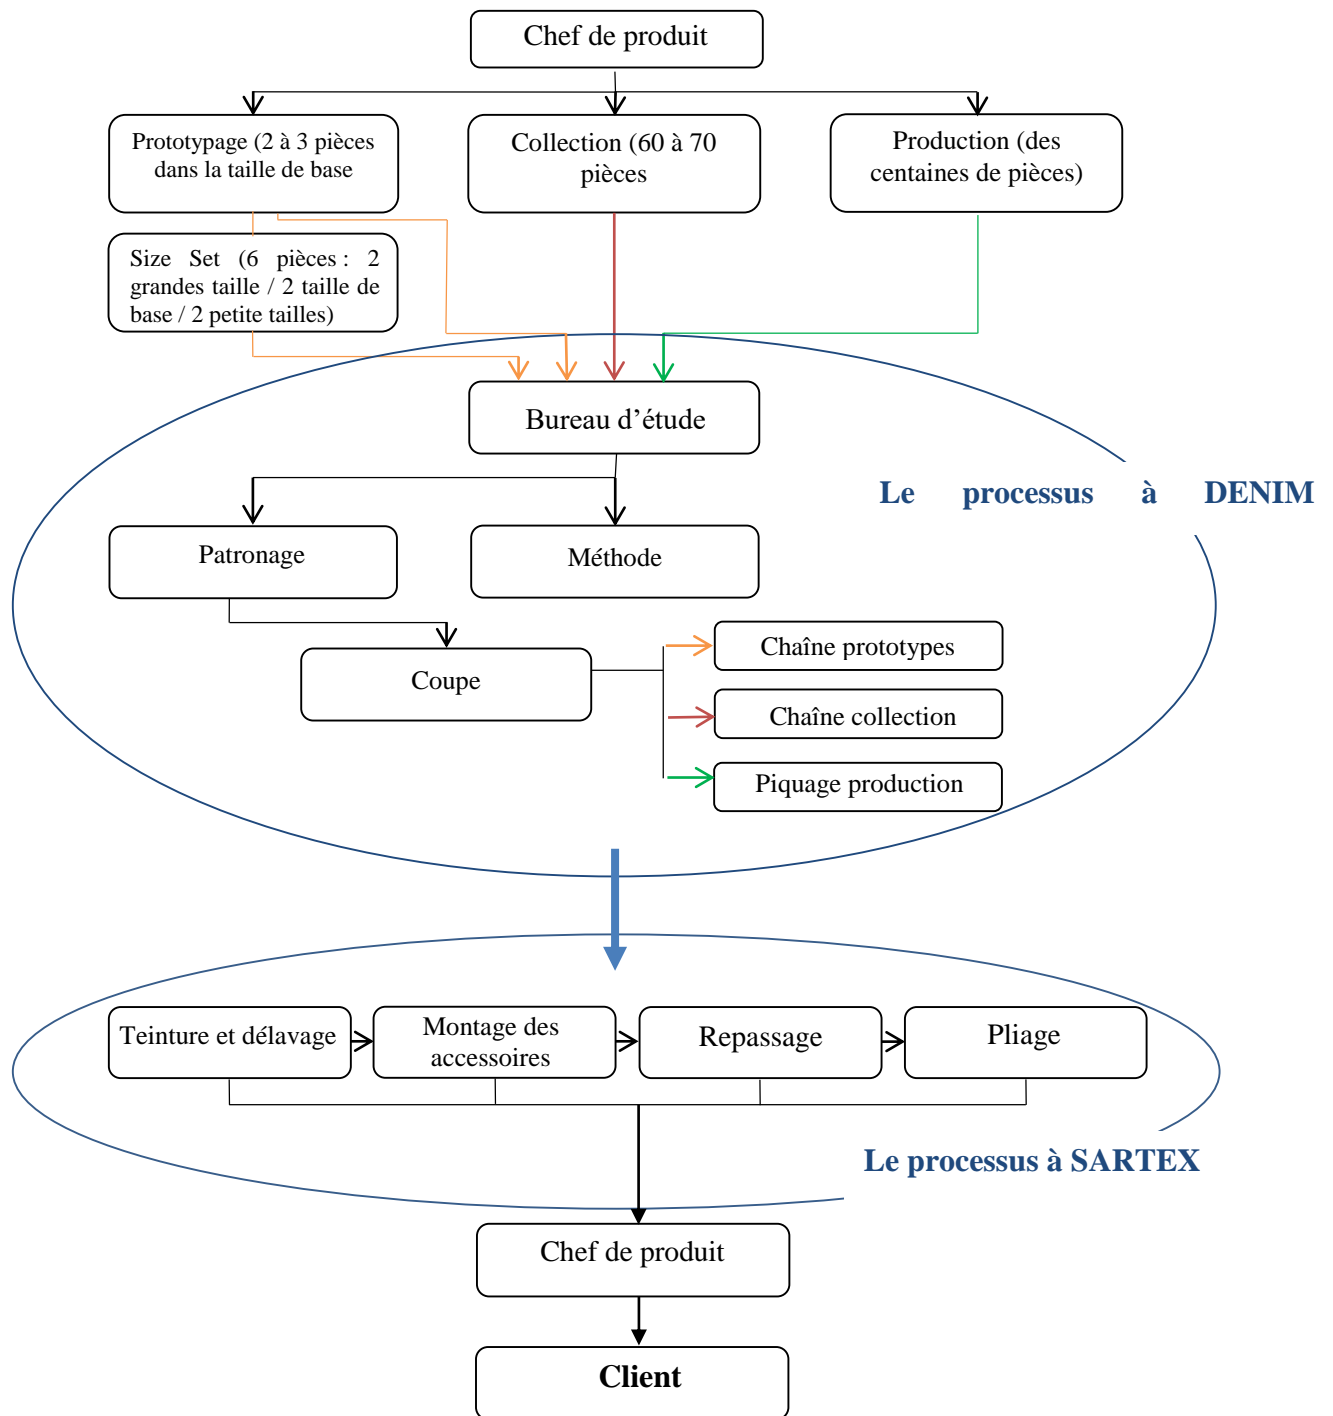 Chef de produit
Prototypage (2 à 3 pièces
dans la taille de base
Collection (60 à 70
pièces
Production (des
centaines de pièces)
Size Set (6 pièces : 2
grandes taille / 2 taille de
base / 2 petite tailles)
Bureau d’étude
Le processus à DENIM
Patronage
Méthode
Coupe
Chaîne prototypes
Chaîne collection
Piquage production
Teinture et délavage
Montage des
accessoires
Repassage
Pliage
Le processus à SARTEX
Chef de produit
Client